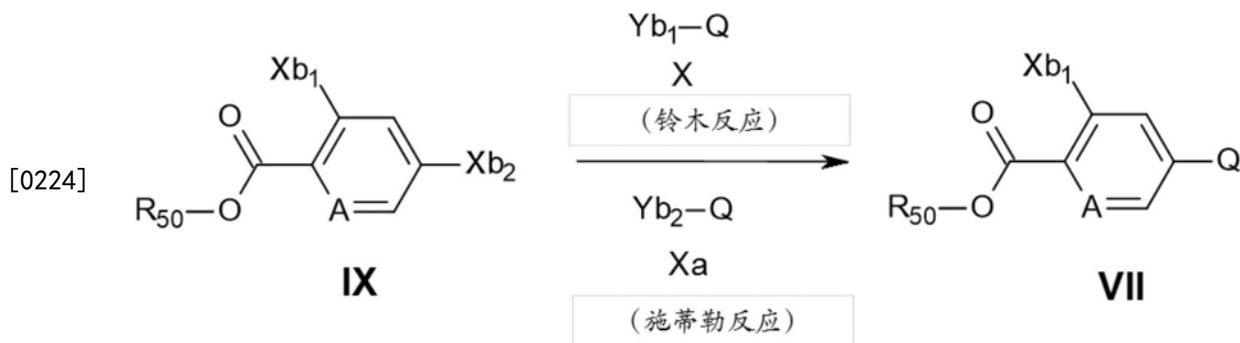 [0224]
Xb₁
O
R₅₀—O
A
Xb₂
IX
Yb₁—Q
X
(铃木反应)
Yb₂—Q
Xa
(施蒂勒反应)
Xb₁
O
R₅₀—O
A
Q
VII